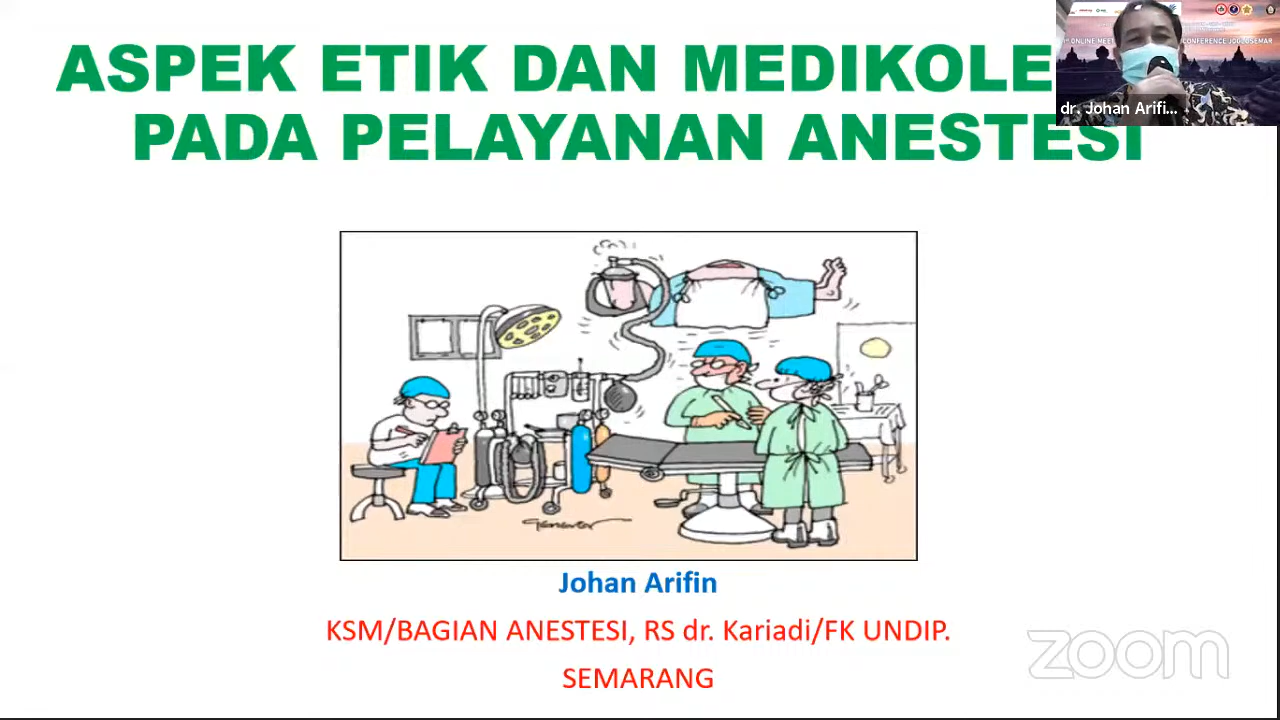 ASPEK ETIK DAN MEDIKOLE
PADA PELAYANAN ANESTESI
dr. Johan Arifi...
Johan Arifin
KSM/BAGIAN ANESTESI, RS dr. Kariadi/FK UNDIP.
SEMARANG
zoom